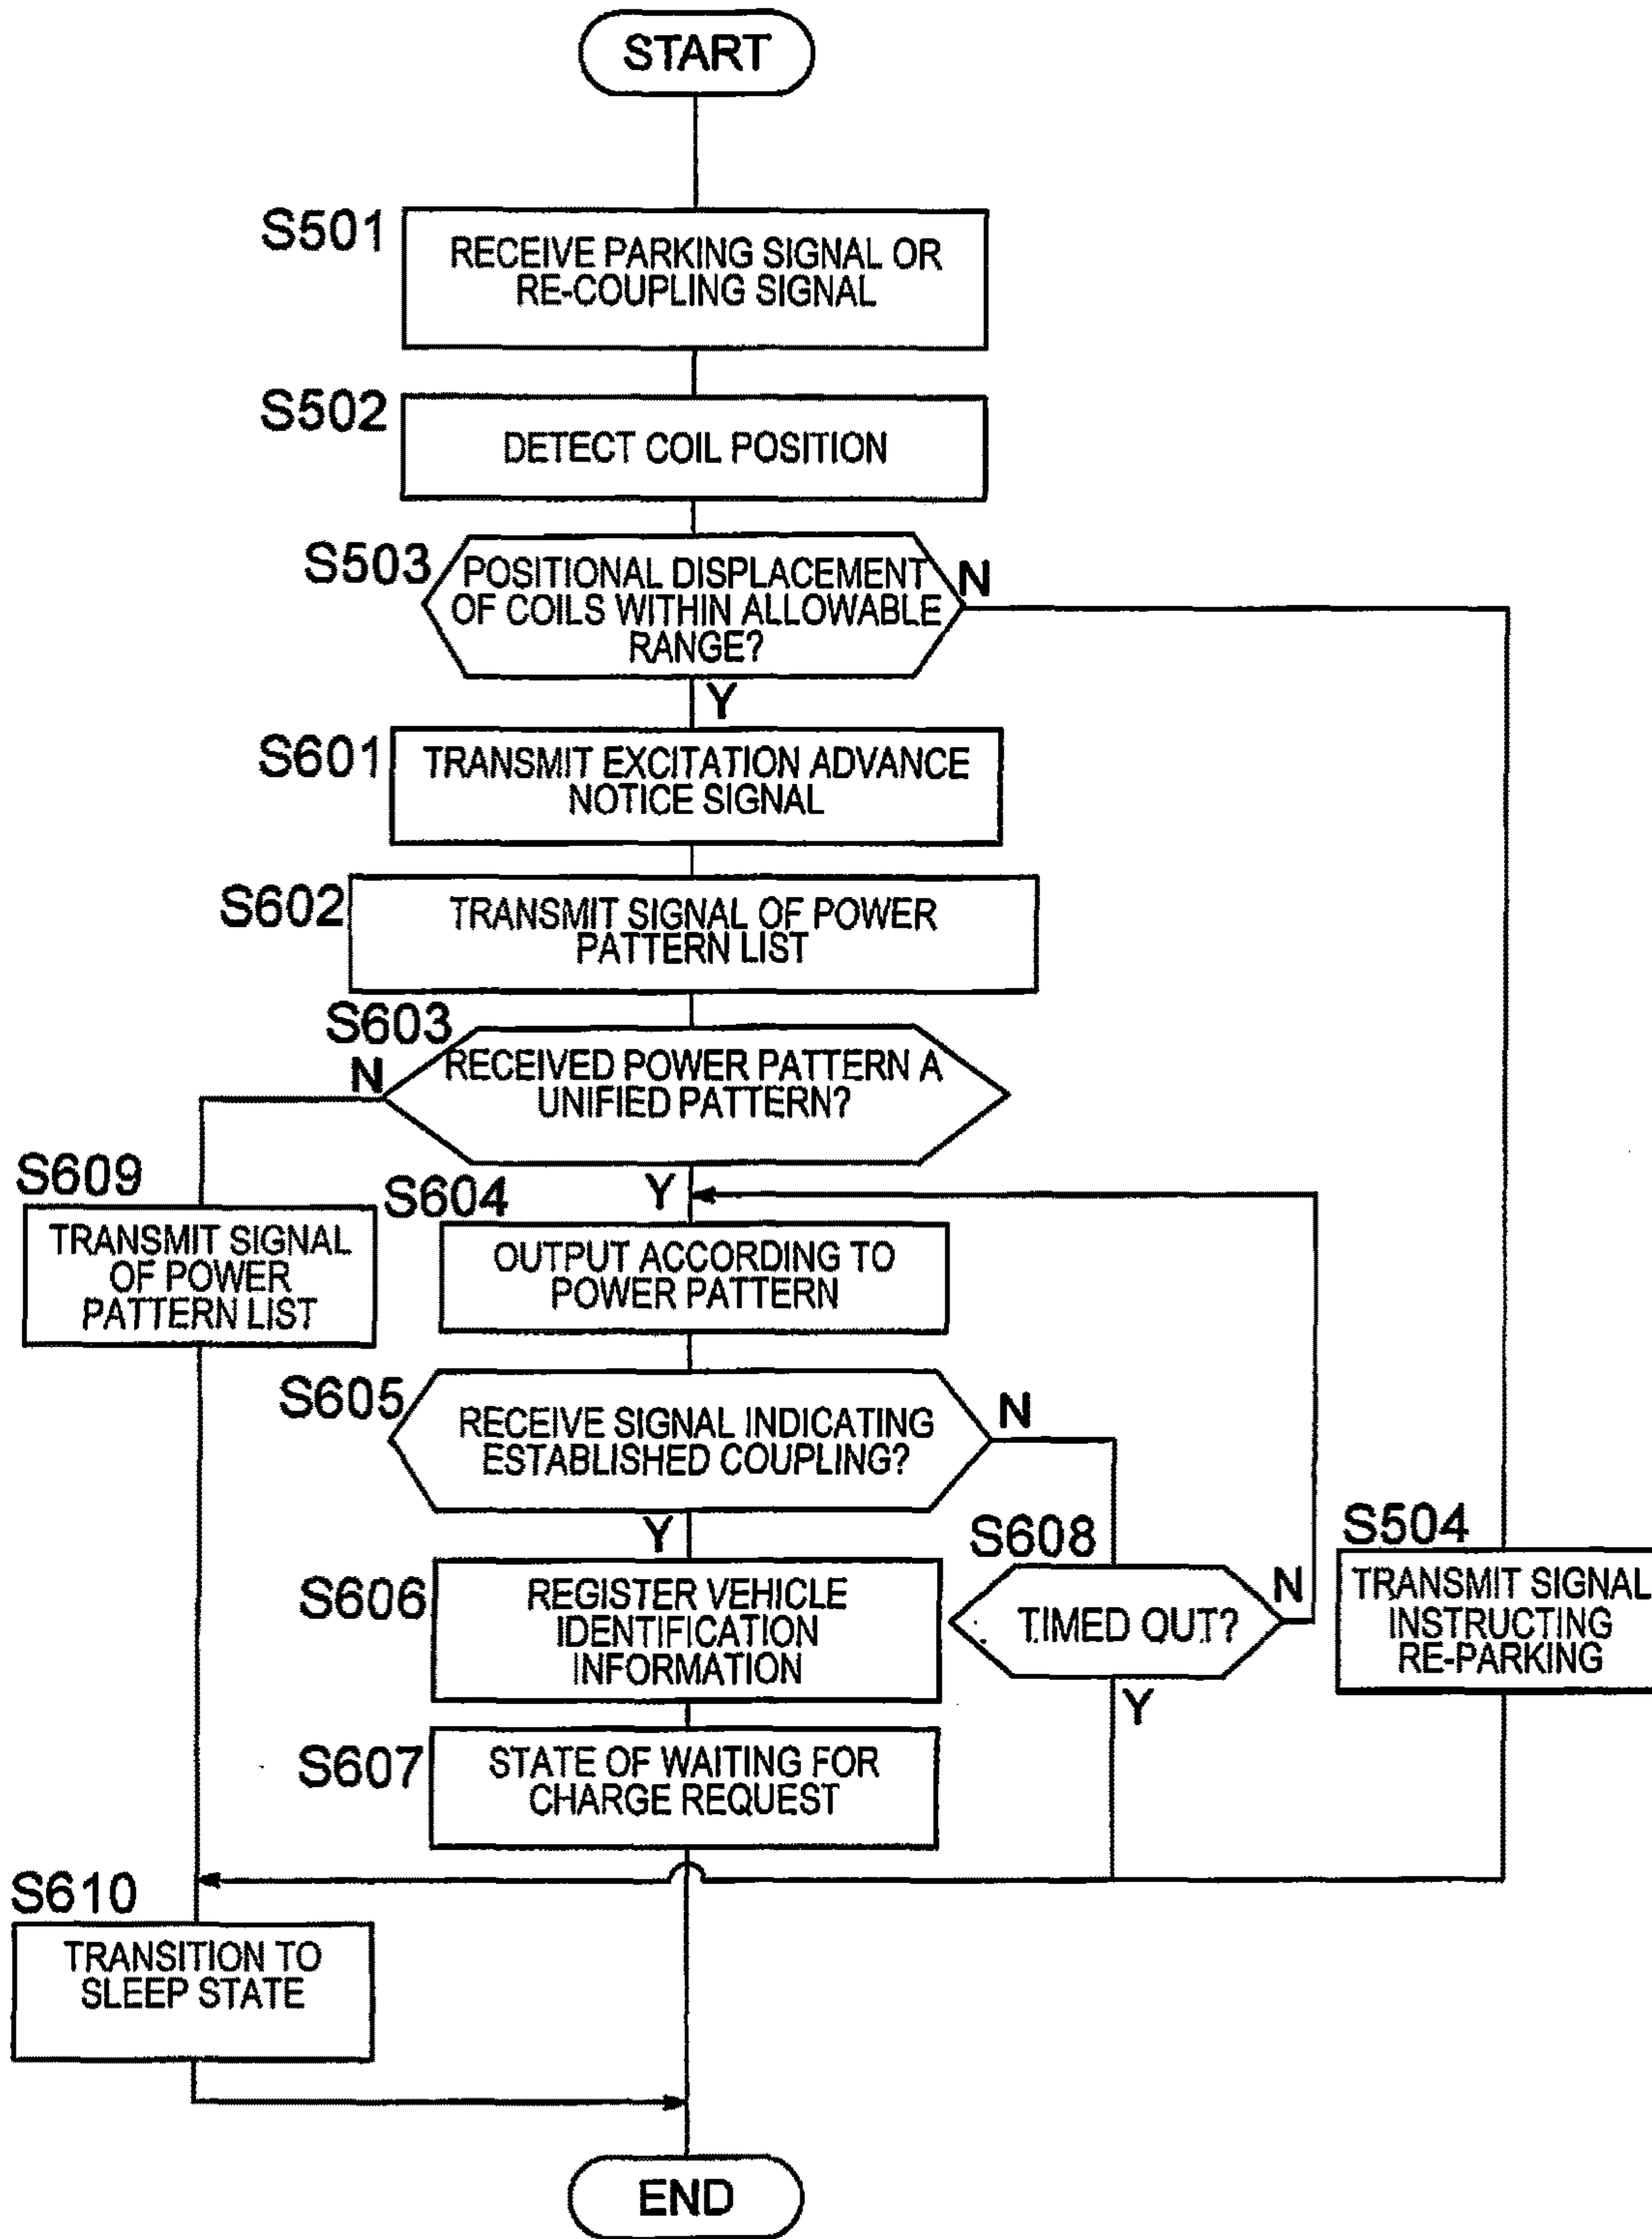 START
S501
RECEIVE PARKING SIGNAL OR
RE-COUPLING SIGNAL
S502
DETECT COIL POSITION
S503
POSITIONAL DISPLACEMENT
OF COILS WITHIN ALLOWABLE
RANGE?
N
Y
S601
TRANSMIT EXCITATION ADVANCE
NOTICE SIGNAL
S602
TRANSMIT SIGNAL OF POWER
PATTERN LIST
S603
RECEIVED POWER PATTERN A
UNIFIED PATTERN?
N
Y
S609
TRANSMIT SIGNAL
OF POWER
PATTERN LIST
S604
OUTPUT ACCORDING TO
POWER PATTERN
S605
RECEIVE SIGNAL INDICATING
ESTABLISHED COUPLING?
N
Y
S606
REGISTER VEHICLE
IDENTIFICATION
INFORMATION
S608
TIMED OUT?
N
Y
S504
TRANSMIT SIGNAL
INSTRUCTING
RE-PARKING
S607
STATE OF WAITING FOR
CHARGE REQUEST
S610
TRANSITION TO
SLEEP STATE
END